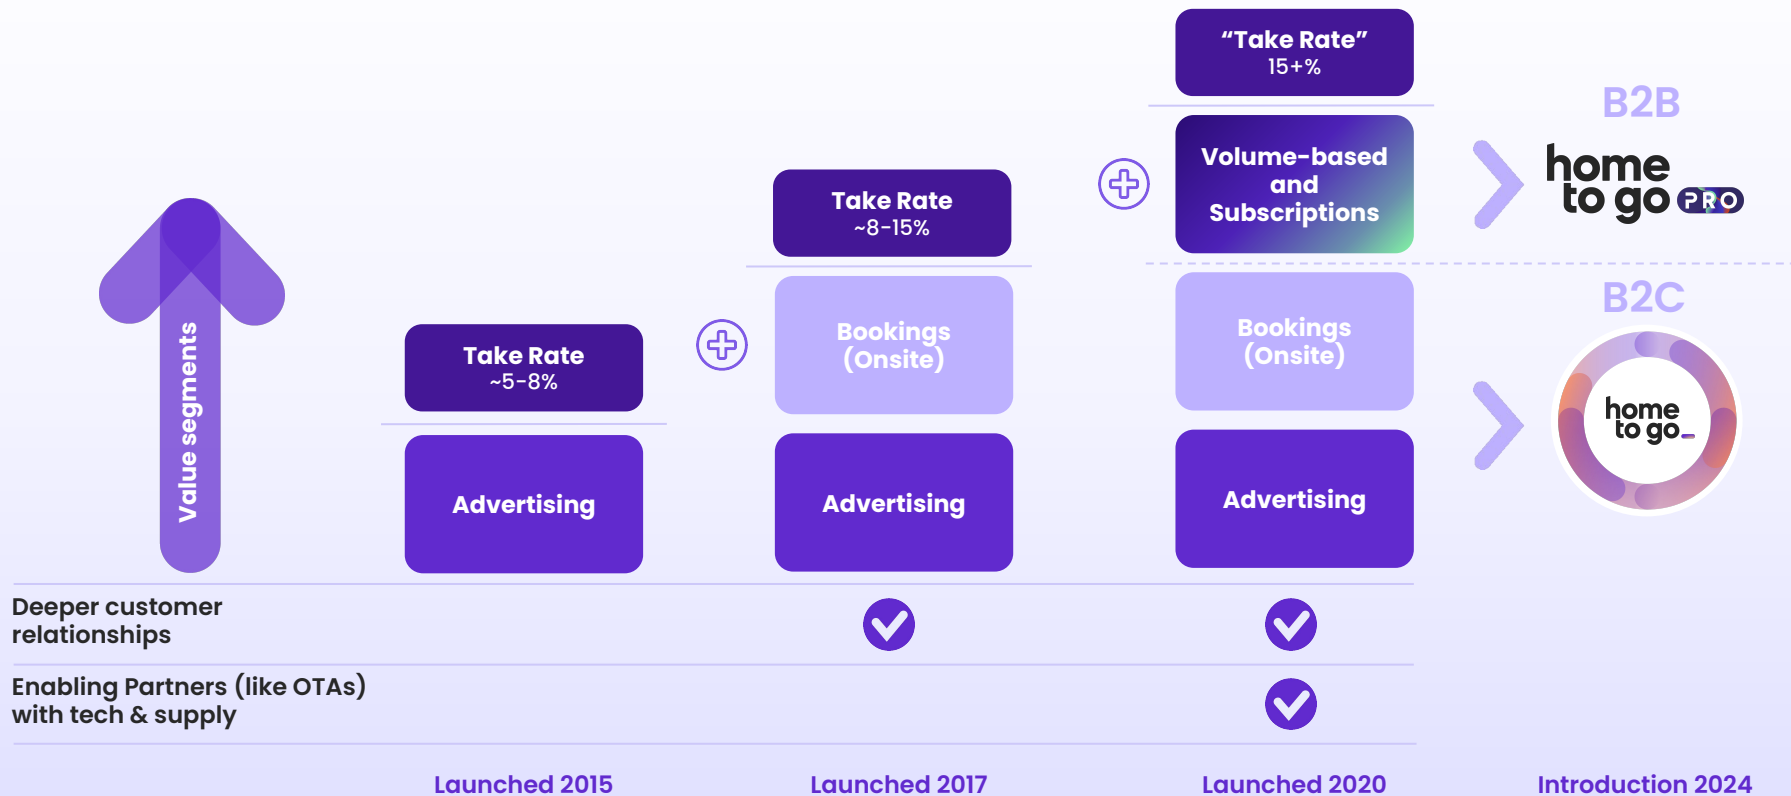 Value segments
Take Rate
~5-8%
Advertising
Take Rate
~8-15%
Bookings
(Onsite)
Advertising
“Take Rate”
15+%
Volume-based
and
Subscriptions
Bookings
(Onsite)
Advertising
B2B
home
to go PRO
B2C
home
to go_
Deeper customer
relationships
Enabling Partners (like OTAs)
with tech & supply
Launched 2015
Launched 2017
Launched 2020
Introduction 2024